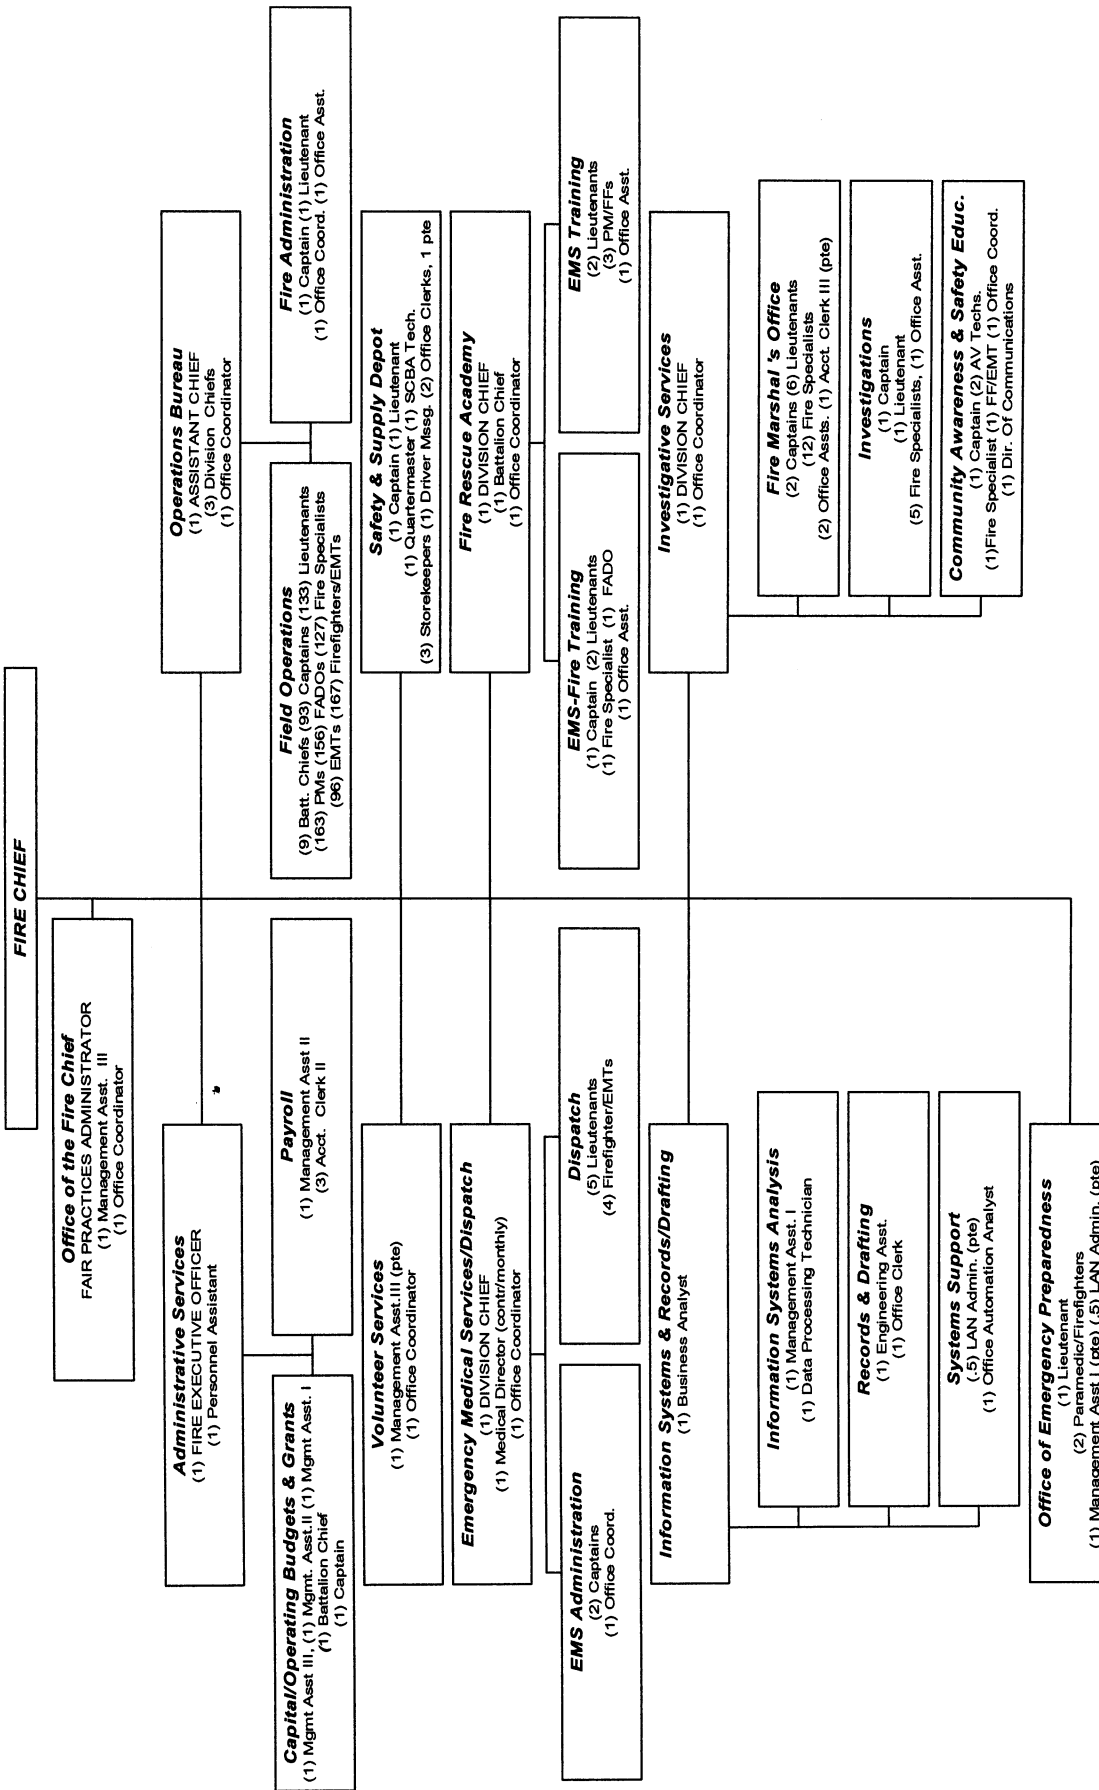 FIRE CHIEF
Office of the Fire Chief
FAIR PRACTICES ADMINISTRATOR
(1) Management Asst. III
(1) Office Coordinator
Administrative Services
(1) FIRE EXECUTIVE OFFICER
(1) Personnel Assistant
Operations Bureau
(1) ASSISTANT CHIEF
(3) Division Chiefs
(1) Office Coordinator
Capital/Operating Budgets & Grants
(1) Mgmt Asst III, (1) Mgmt. Asst.II (1) Mgmt Asst. I
(1) Battalion Chief
(1) Captain
Payroll
(1) Management Asst II
(3) Acct. Clerk II
Field Operations
(9) Batt. Chiefs (93) Captains (133) Lieutenants
(163) PMs (156) FADOs (127) Fire Specialists
(96) EMTs (167) Firefighters/EMTs
Fire Administration
(1) Captain (1) Lieutenant
(1) Office Coord. (1) Office Asst.
Volunteer Services
(1) Management Asst.III (pte)
(1) Office Coordinator
Safety & Supply Depot
(1) Captain (1) Lieutenant
(1) Quartermaster (1) SCBA Tech.
(3) Storekeepers (1) Driver Mssg. (2) Office Clerks, 1 pte
Emergency Medical Services/Dispatch
(1) DIVISION CHIEF
(1) Medical Director (contr/monthly)
(1) Office Coordinator
Fire Rescue Academy
(1) DIVISION CHIEF
(1) Battalion Chief
(1) Office Coordinator
EMS Administration
(2) Captains
(1) Office Coord.
Dispatch
(5) Lieutenants
(4) Firefighter/EMTs
EMS-Fire Training
(1) Captain (2) Lieutenants
(1) Fire Specialist (1) FADO
(1) Office Asst.
EMS Training
(2) Lieutenants
(3) PM/FFs
(1) Office Asst.
Information Systems & Records/Drafting
(1) Business Analyst
Investigative Services
(1) DIVISION CHIEF
(1) Office Coordinator
Information Systems Analysis
(1) Management Asst. I
(1) Data Processing Technician
Fire Marshal 's Office
(2) Captains (6) Lieutenants
(12) Fire Specialists
(2) Office Assts. (1) Acct. Clerk III (pte)
Records & Drafting
(1) Engineering Asst.
(1) Office Clerk
Investigations
(1) Captain
(1) Lieutenant
(5) Fire Specialists, (1) Office Asst.
Systems Support
(.5) LAN Admin. (pte)
(1) Office Automation Analyst
Community Awareness & Safety Educ.
(1) Captain (2) AV Techs.
(1)Fire Specialist (1) FF/EMT (1) Office Coord.
(1) Dir. Of Communications
Office of Emergency Preparedness
(1) Lieutenant
(2) Paramedic/Firefighters
(1) Management Asst I (pte) (.5) LAN Admin. (pte)